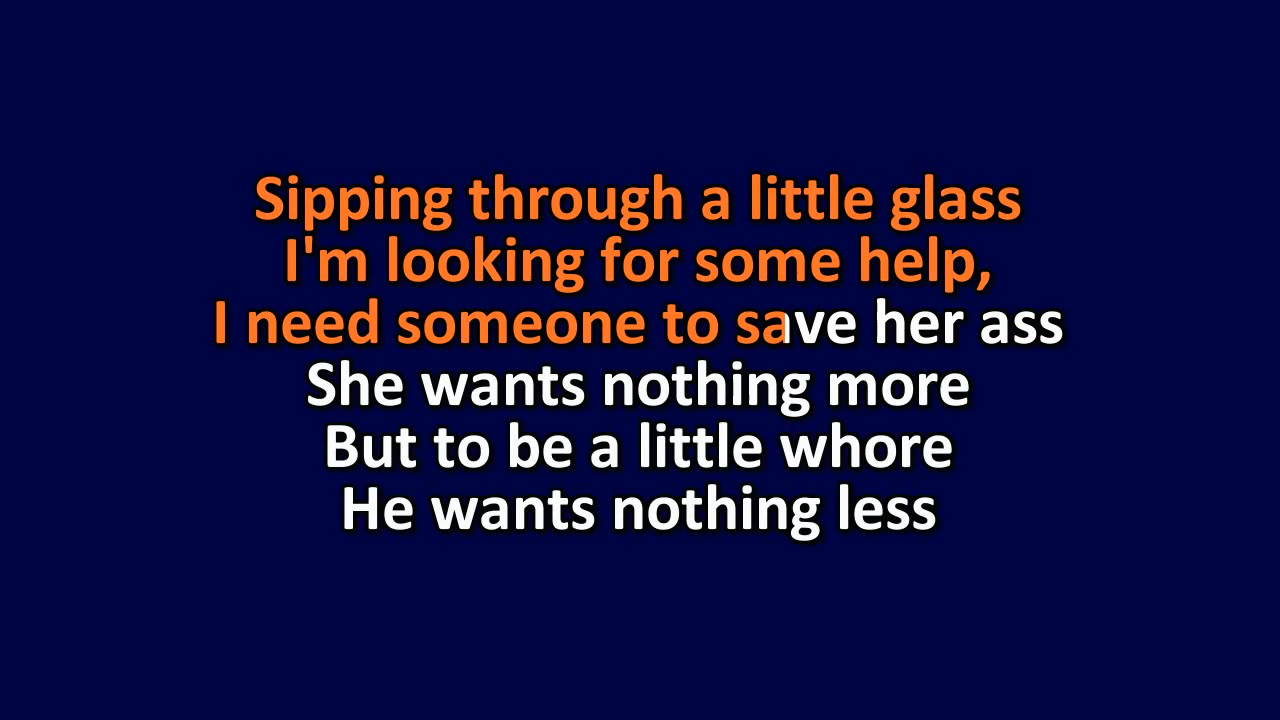 Sipping through a little glass
I'm looking for some help,
I need someone to save her ass
She wants nothing more
But to be a little whore
He wants nothing less